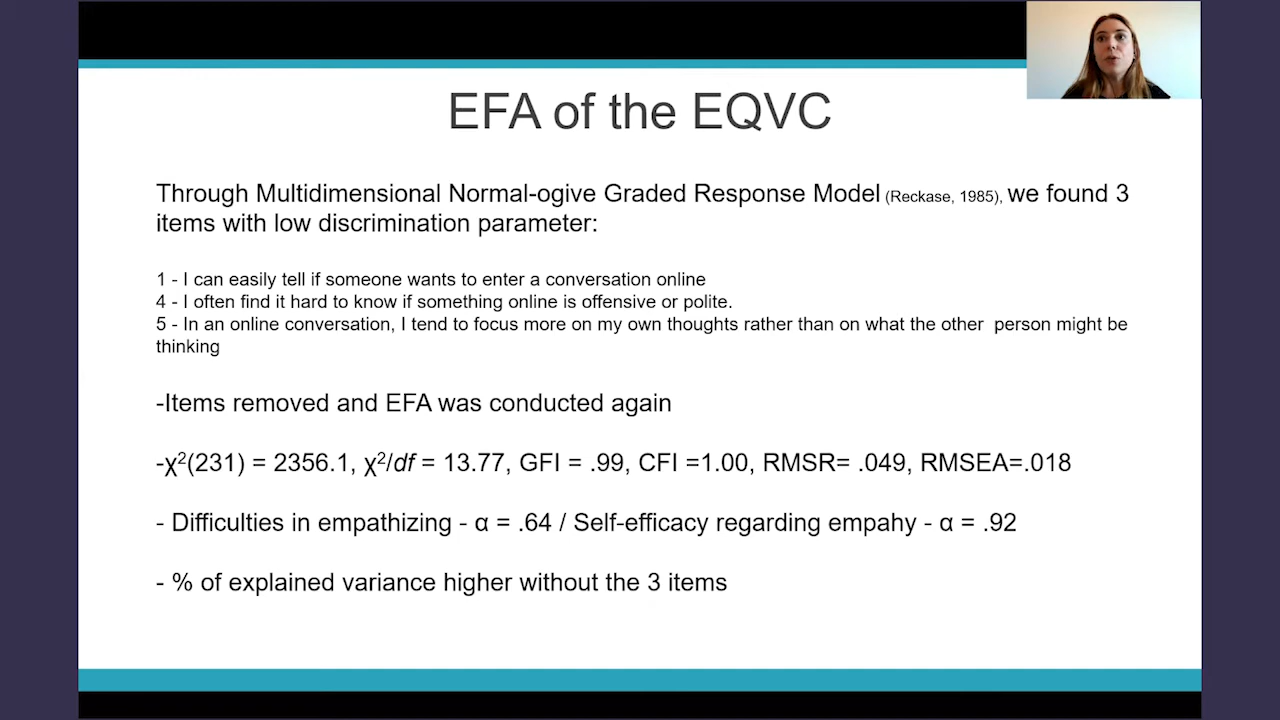 EFA of the EQVC
Through Multidimensional Normal-ogive Graded Response Model (Reckase, 1985), we found 3
items with low discrimination parameter:
1 - I can easily tell if someone wants to enter a conversation online
4 - I often find it hard to know if something online is offensive or polite.
5 - In an online conversation, I tend to focus more on my own thoughts rather than on what the other person might be
thinking
-Items removed and EFA was conducted again
-χ²(231) = 2356.1, χ²/df = 13.77, GFI = .99, CFI =1.00, RMSR= .049, RMSEA=.018
- Difficulties in empathizing - α = .64 / Self-efficacy regarding empahy - α = .92
- % of explained variance higher without the 3 items